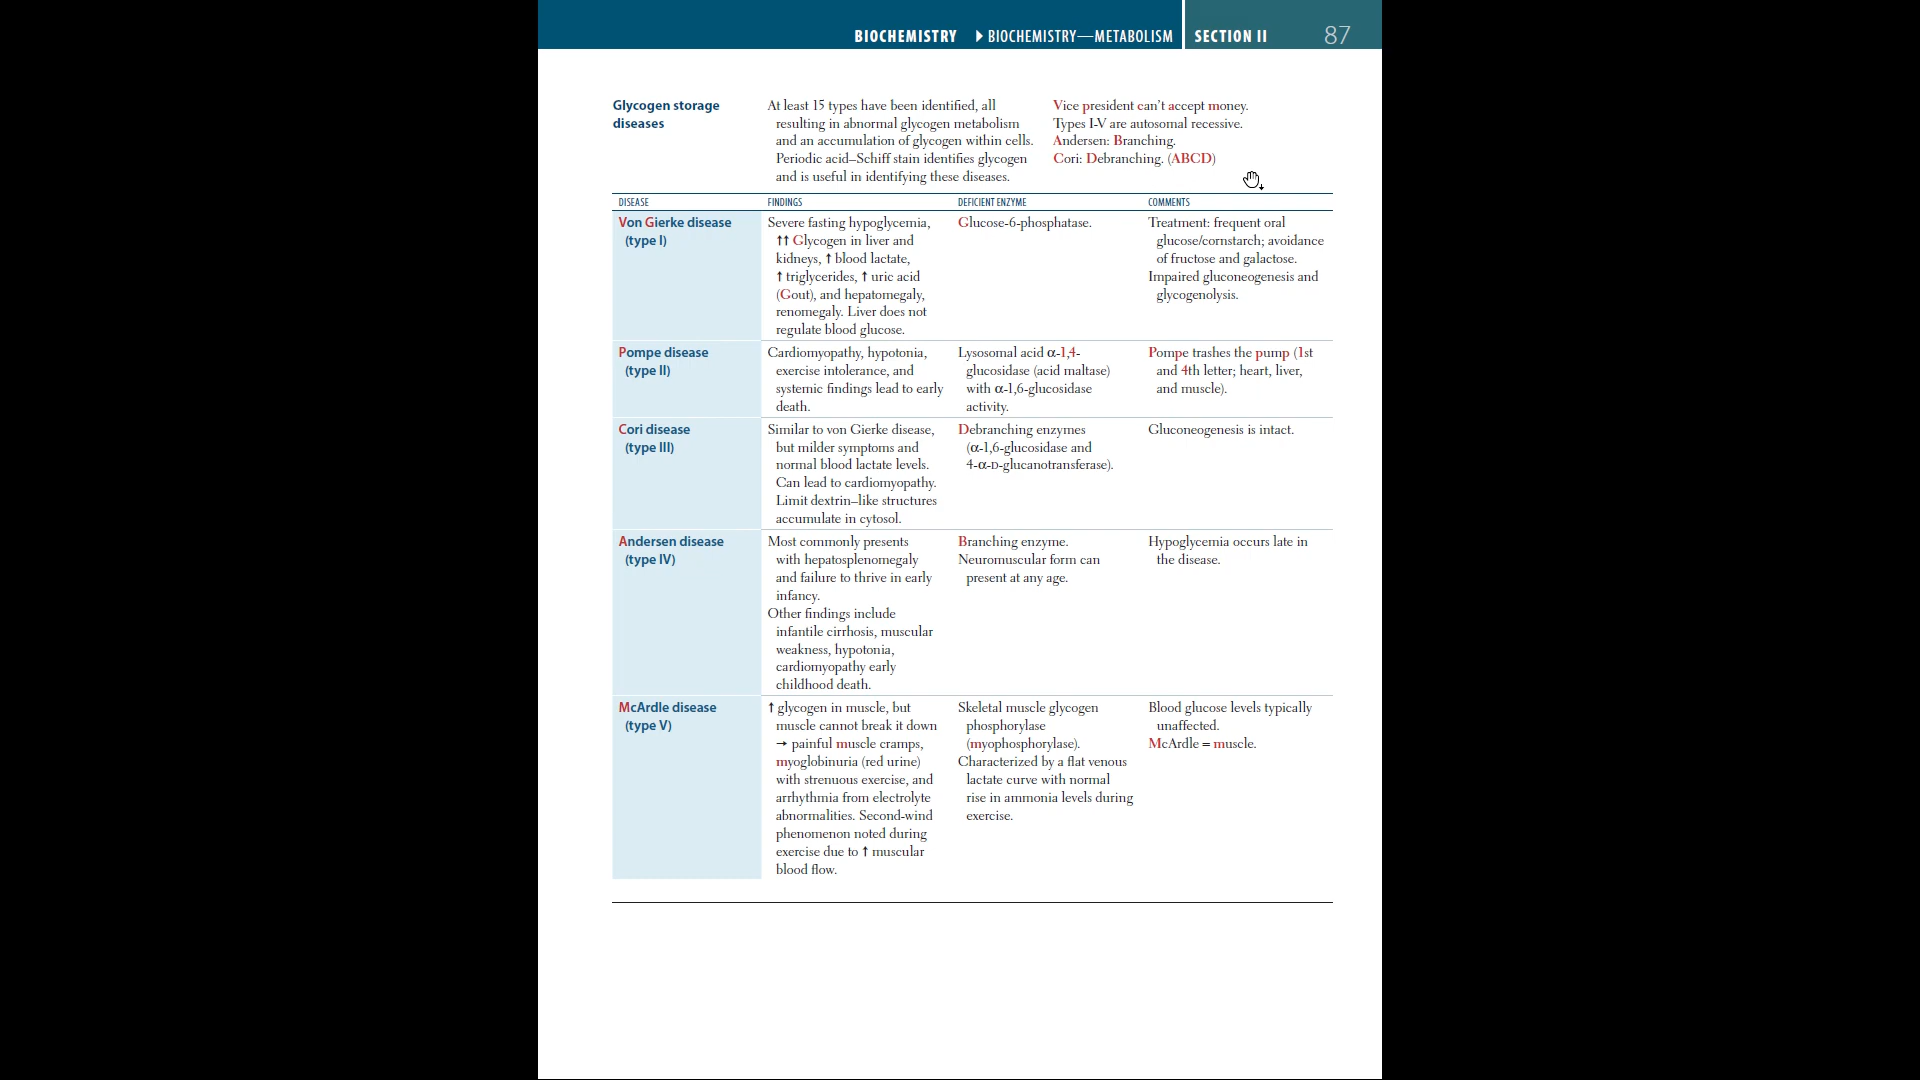 BIOCHEMISTRY ▶ BIOCHEMISTRY—METABOLISM SECTION II 87
Glycogen storage
diseases
At least 15 types have been identified, all
resulting in abnormal glycogen metabolism
and an accumulation of glycogen within cells.
Periodic acid–Schiff stain identifies glycogen
and is useful in identifying these diseases.
Vice president can't accept money.
Types I-V are autosomal recessive.
Andersen: Branching.
Cori: Debranching. (ABCD)
DISEASE FINDINGS DEFICIENT ENZYME COMMENTS
Von Gierke disease
(type I)
Severe fasting hypoglycemia,
↑↑ Glycogen in liver and
kidneys, ↑ blood lactate,
↑ triglycerides, ↑ uric acid
(Gout), and hepatomegaly,
renomegaly. Liver does not
regulate blood glucose.
Glucose-6-phosphatase.
Treatment: frequent oral
glucose/cornstarch; avoidance
of fructose and galactose.
Impaired gluconeogenesis and
glycogenolysis.
Pompe disease
(type II)
Cardiomyopathy, hypotonia,
exercise intolerance, and
systemic findings lead to early
death.
Lysosomal acid α-1,4-
glucosidase (acid maltase)
with α-1,6-glucosidase
activity.
Pompe trashes the pump (1st
and 4th letter; heart, liver,
and muscle).
Cori disease
(type III)
Similar to von Gierke disease,
but milder symptoms and
normal blood lactate levels.
Can lead to cardiomyopathy.
Limit dextrin–like structures
accumulate in cytosol.
Debranching enzymes
(α-1,6-glucosidase and
4-α-D-glucanotransferase).
Gluconeogenesis is intact.
Andersen disease
(type IV)
Most commonly presents
with hepatosplenomegaly
and failure to thrive in early
infancy.
Other findings include
infantile cirrhosis, muscular
weakness, hypotonia,
cardiomyopathy early
childhood death.
Branching enzyme.
Neuromuscular form can
present at any age.
Hypoglycemia occurs late in
the disease.
McArdle disease
(type V)
↑ glycogen in muscle, but
muscle cannot break it down
→ painful muscle cramps,
myoglobinuria (red urine)
with strenuous exercise, and
arrhythmia from electrolyte
abnormalities. Second-wind
phenomenon noted during
exercise due to ↑ muscular
blood flow.
Skeletal muscle glycogen
phosphorylase
(myophosphorylase).
Characterized by a flat venous
lactate curve with normal
rise in ammonia levels during
exercise.
Blood glucose levels typically
unaffected.
McArdle = muscle.